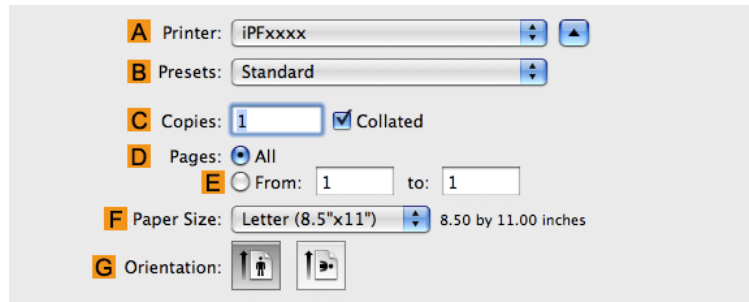 A Printer: iPFxxxx
B Presets: Standard
C Copies: 1 Collated
D Pages: All
E From: 1 to: 1
F Paper Size: Letter (8.5"x11") 8.50 by 11.00 inches
G Orientation: